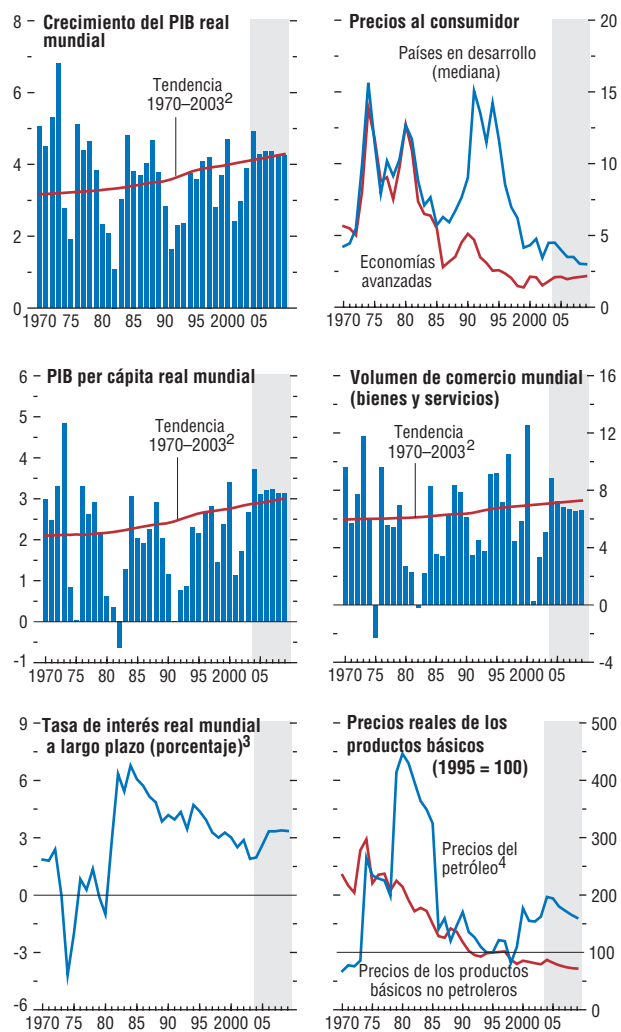 Crecimiento del PIB real
mundial
Tendencia
1970–2003²
8
6
4
2
0
1970 75 80 85 90 95 2000 05
Precios al consumidor
Países en desarrollo
(mediana)
Economías
avanzadas
20
15
10
5
0
1970 75 80 85 90 95 2000 05
PIB per cápita real mundial
Tendencia
1970–2003²
6
5
4
3
2
1
0
-1
1970 75 80 85 90 95 2000 05
Volumen de comercio mundial
(bienes y servicios)
Tendencia
1970–2003²
16
12
8
4
0
-4
1970 75 80 85 90 95 2000 05
Tasa de interés real mundial
a largo plazo (porcentaje)³
9
6
3
0
-3
-6
1970 75 80 85 90 95 2000 05
Precios reales de los
productos básicos
(1995 = 100)
Precios del
petróleo⁴
Precios de los productos
básicos no petroleros
500
400
300
200
100
0
1970 75 80 85 90 95 2000 05